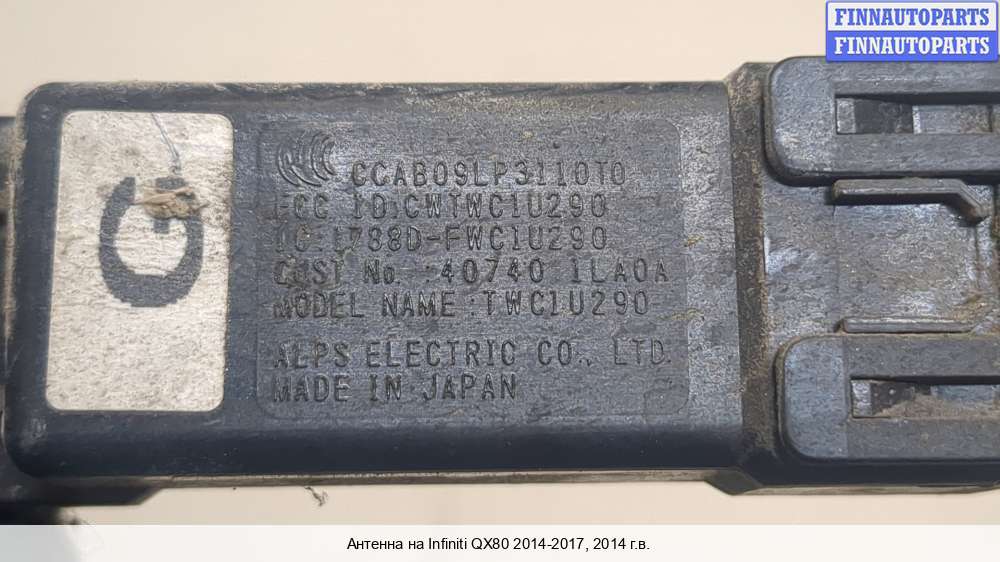 FINNAUTOPARTS
FINNAUTOPARTS
G
CCAB09LP3110T0
FCC ID:CWTWC1U290
IC:1788D-FWC1U290
CUST No. :40740 1LA0A
MODEL NAME :TWC1U290
ALPS ELECTRIC CO., LTD.
MADE IN JAPAN
Антенна на Infiniti QX80 2014-2017, 2014 г.в.